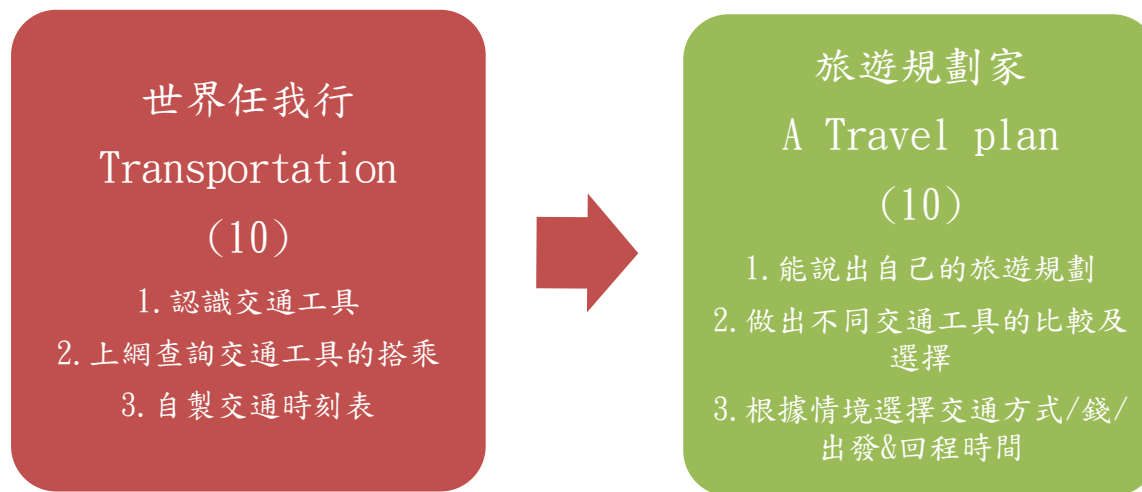 世界任我行
Transportation
(10)
1.認識交通工具
2.上網查詢交通工具的搭乘
3.自製交通時刻表
旅遊規劃家
A Travel plan
(10)
1.能說出自己的旅遊規劃
2.做出不同交通工具的比較及
選擇
3.根據情境選擇交通方式/錢/
出發&回程時間